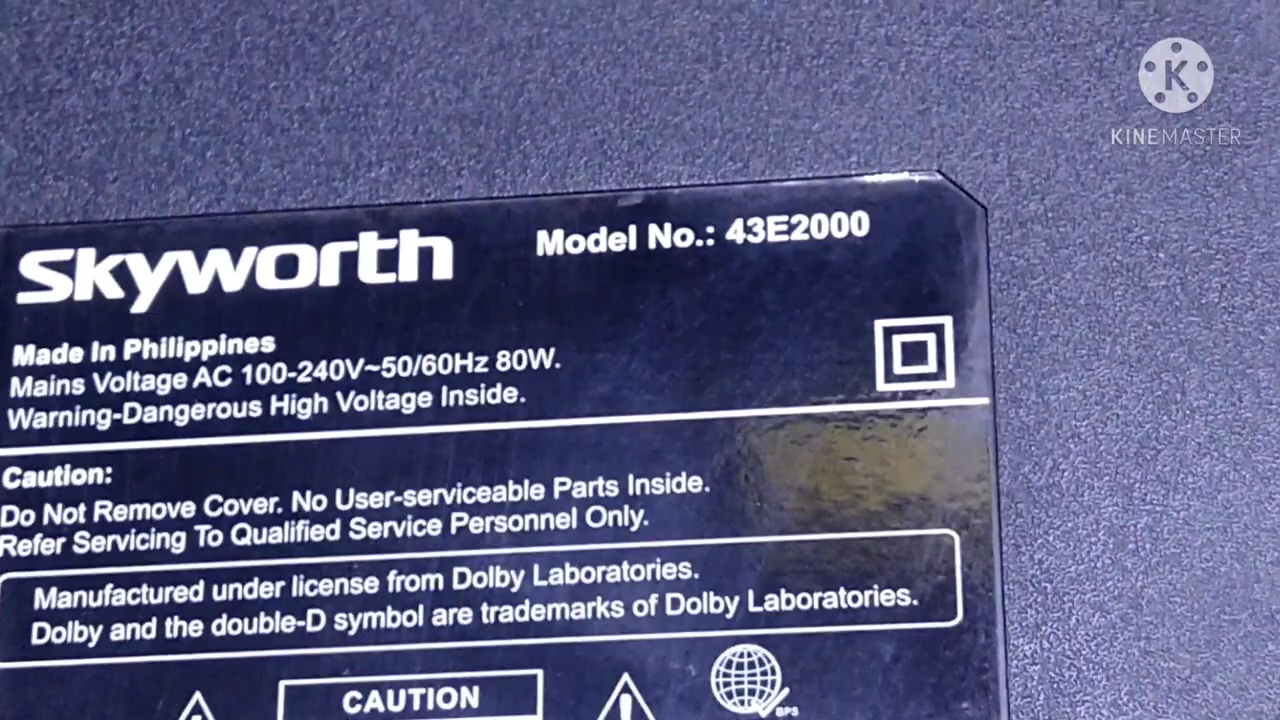 K
KINEMASTER
Skyworth
Model No.: 43E2000
Made In Philippines
Mains Voltage AC 100-240V~50/60Hz 80W.
Warning-Dangerous High Voltage Inside.
Caution:
Do Not Remove Cover. No User-serviceable Parts Inside.
Refer Servicing To Qualified Service Personnel Only.
Manufactured under license from Dolby Laboratories.
Dolby and the double-D symbol are trademarks of Dolby Laboratories.
CAUTION
BPS